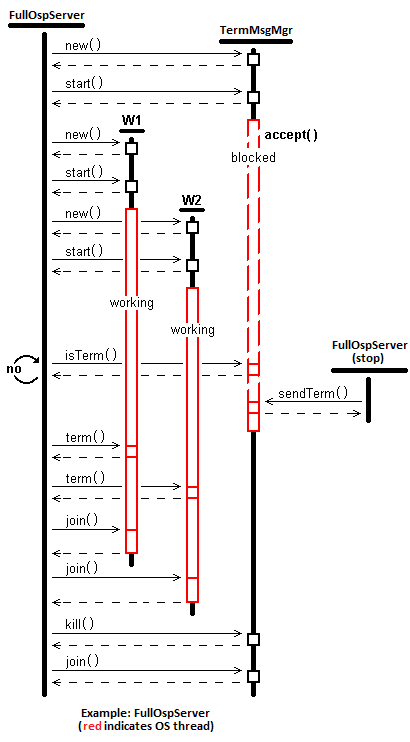 FullOspServer
TermMsgMgr
new()
start()
W1
accept()
new()
blocked
start()
W2
new()
start()
working
working
FullOspServer
(stop)
isTerm()
no
sendTerm()
term()
term()
join()
join()
kill()
join()
Example: FullOspServer
(red indicates OS thread)